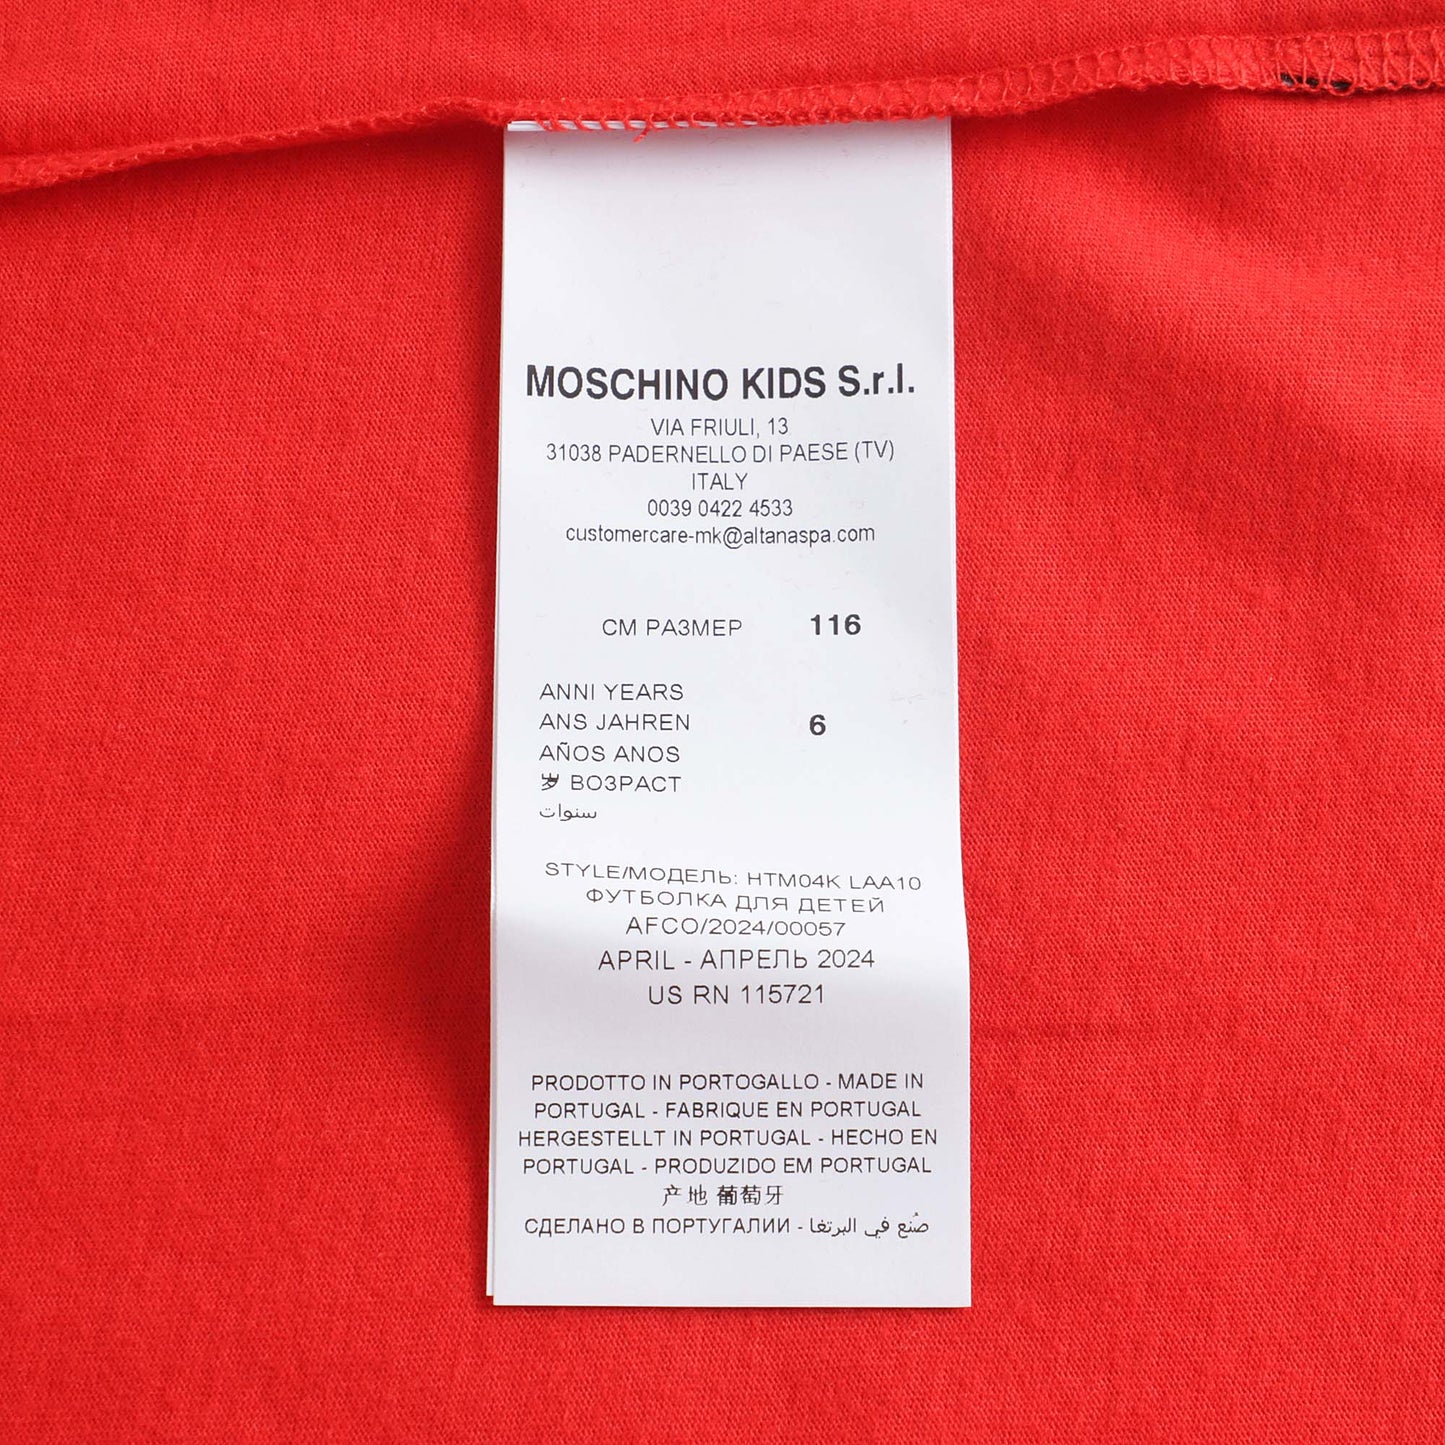 MOSCHINO KIDS S.r.l.
VIA FRIULI, 13
31038 PADERNELLO DI PAESE (TV)
ITALY
0039 0422 4533
customercare-mk@altanaspa.com
СМ РАЗМЕР 116
ANNI YEARS
ANS JAHREN 6
AÑOS ANOS
岁 ВОЗРАСТ
سنوات
STYLE/МОДЕЛЬ: HTM04K LAA10
ФУТБОЛКА ДЛЯ ДЕТЕЙ
AFCO/2024/00057
APRIL - АПРЕЛЬ 2024
US RN 115721
PRODOTTO IN PORTOGALLO - MADE IN
PORTUGAL - FABRIQUE EN PORTUGAL
HERGESTELLT IN PORTUGAL - HECHO EN
PORTUGAL - PRODUZIDO EM PORTUGAL
产地 葡萄牙
СДЕЛАНО В ПОРТУГАЛИИ - صُنع في البرتغا